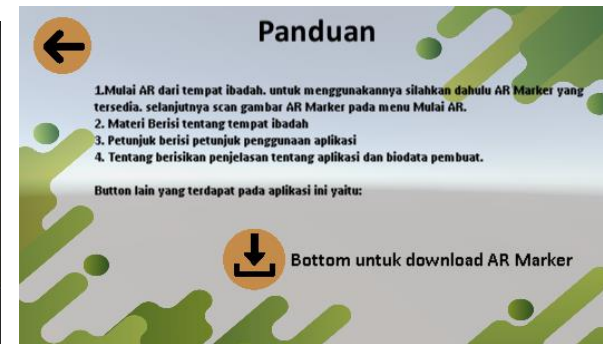 Panduan
1.Mulai AR dari tempat ibadah. untuk menggunakannya silahkan dahulu AR Marker yang
tersedia. selanjutnya scan gambar AR Marker pada menu Mulai AR.
2. Materi Berisi tentang tempat ibadah
3. Petunjuk berisi petunjuk penggunaan aplikasi
4. Tentang berisikan penjelasan tentang aplikasi dan biodata pembuat.
Button lain yang terdapat pada aplikasi ini yaitu:
Bottom untuk download AR Marker